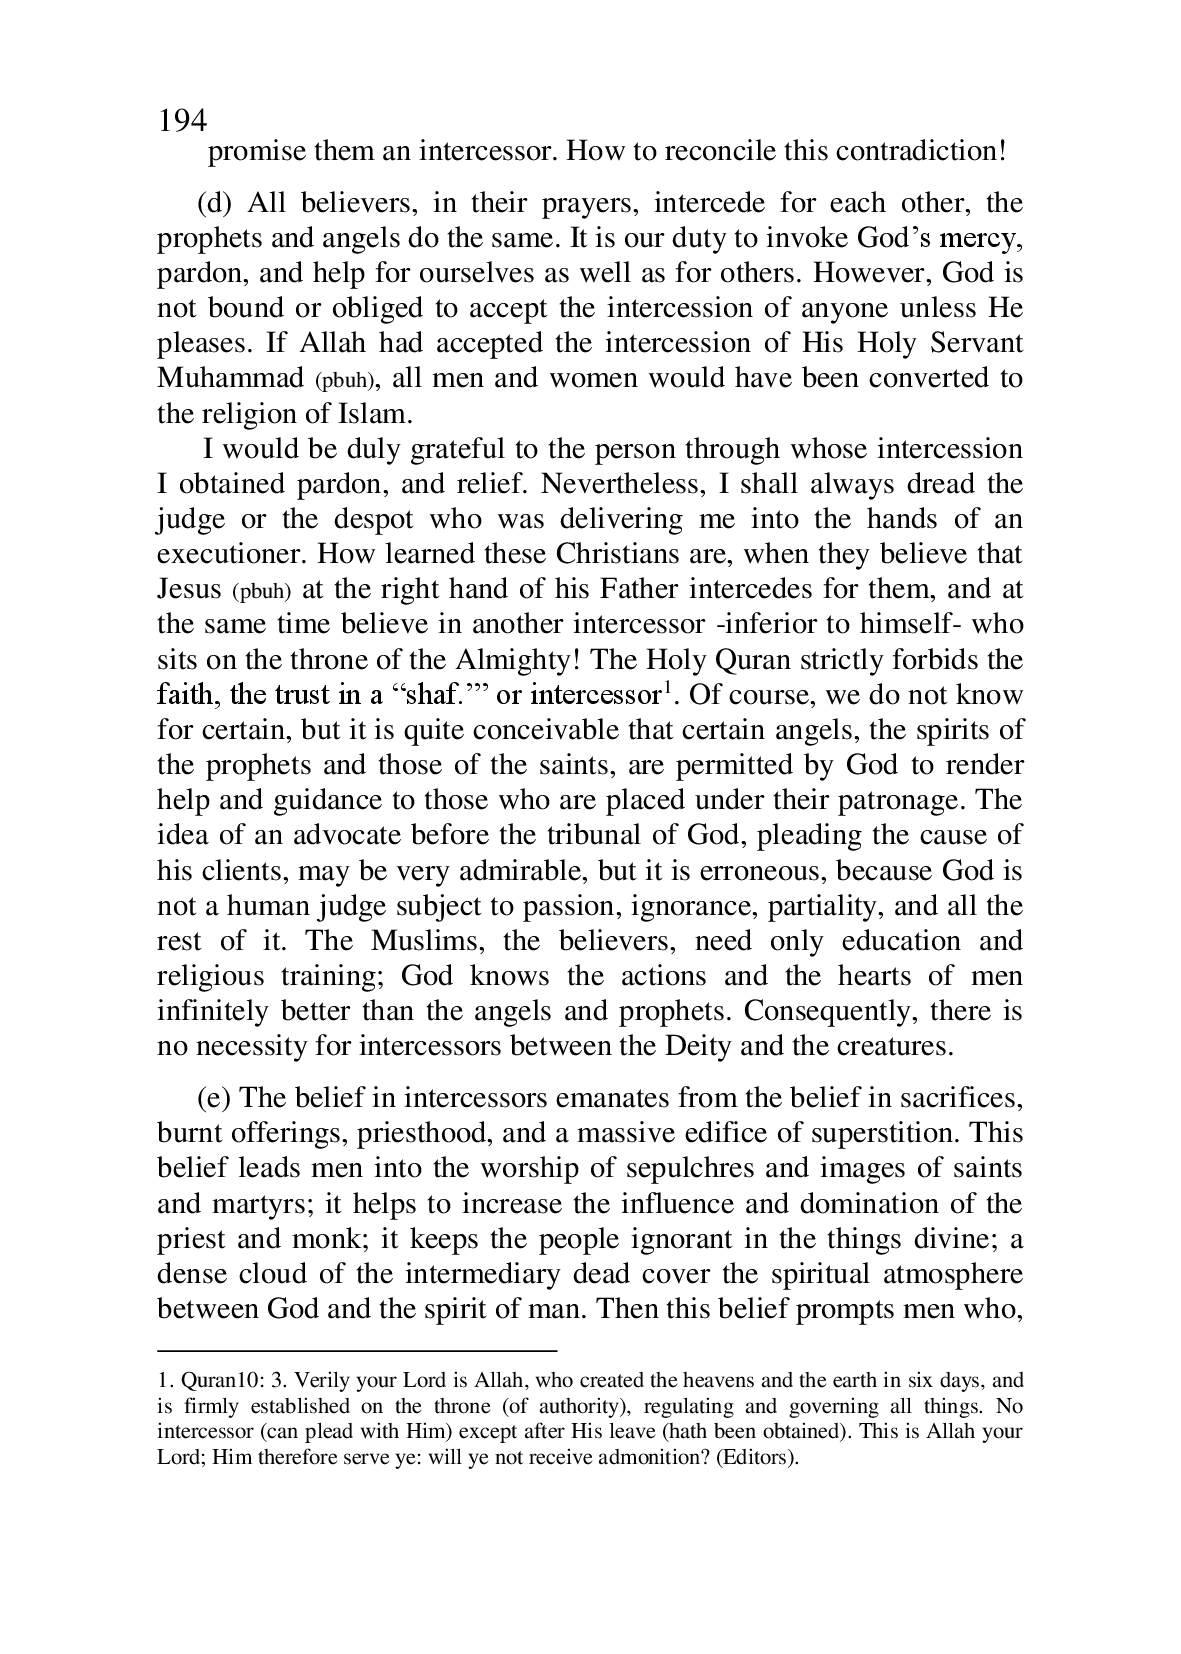 194
promise them an intercessor. How to reconcile this contradiction!
(d) All believers, in their prayers, intercede for each other, the
prophets and angels do the same. It is our duty to invoke God’s mercy,
pardon, and help for ourselves as well as for others. However, God is
not bound or obliged to accept the intercession of anyone unless He
pleases. If Allah had accepted the intercession of His Holy Servant
Muhammad (pbuh), all men and women would have been converted to
the religion of Islam.
I would be duly grateful to the person through whose intercession
I obtained pardon, and relief. Nevertheless, I shall always dread the
judge or the despot who was delivering me into the hands of an
executioner. How learned these Christians are, when they believe that
Jesus (pbuh) at the right hand of his Father intercedes for them, and at
the same time believe in another intercessor -inferior to himself- who
sits on the throne of the Almighty! The Holy Quran strictly forbids the
faith, the trust in a “shaf.’” or intercessor1. Of course, we do not know
for certain, but it is quite conceivable that certain angels, the spirits of
the prophets and those of the saints, are permitted by God to render
help and guidance to those who are placed under their patronage. The
idea of an advocate before the tribunal of God, pleading the cause of
his clients, may be very admirable, but it is erroneous, because God is
not a human judge subject to passion, ignorance, partiality, and all the
rest of it. The Muslims, the believers, need only education and
religious training; God knows the actions and the hearts of men
infinitely better than the angels and prophets. Consequently, there is
no necessity for intercessors between the Deity and the creatures.
(e) The belief in intercessors emanates from the belief in sacrifices,
burnt offerings, priesthood, and a massive edifice of superstition. This
belief leads men into the worship of sepulchres and images of saints
and martyrs; it helps to increase the influence and domination of the
priest and monk; it keeps the people ignorant in the things divine; a
dense cloud of the intermediary dead cover the spiritual atmosphere
between God and the spirit of man. Then this belief prompts men who,
1. Quran10: 3. Verily your Lord is Allah, who created the heavens and the earth in six days, and
is firmly established on the throne (of authority), regulating and governing all things. No
intercessor (can plead with Him) except after His leave (hath been obtained). This is Allah your
Lord; Him therefore serve ye: will ye not receive admonition? (Editors).